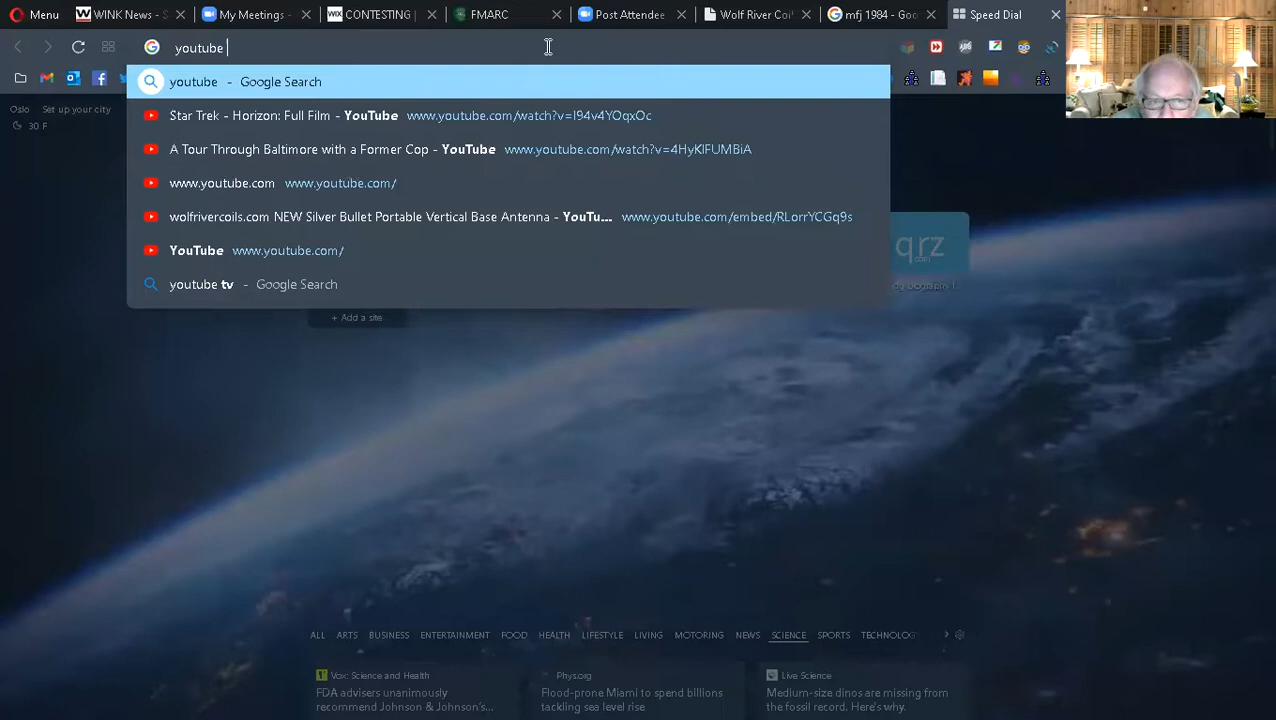 Menu
WINK News - S
My Meetings -
WIX CONTESTING
FMARC
Post Attendee
Wolf River Coi
mfj 1984 - Goo
Speed Dial
youtube
youtube - Google Search
Star Trek - Horizon: Full Film - YouTube www.youtube.com/watch?v=I94v4YOqxOc
A Tour Through Baltimore with a Former Cop - YouTube www.youtube.com/watch?v=4HyKlFUMBiA
www.youtube.com www.youtube.com/
wolfrivercoils.com NEW Silver Bullet Portable Vertical Base Antenna - YouTu... www.youtube.com/embed/RLorrYCGq9s
YouTube www.youtube.com/
youtube tv - Google Search
Oslo Set up your city
30 F
qrz
.com
dg biography f...
+ Add a site
ALL ARTS BUSINESS ENTERTAINMENT FOOD HEALTH LIFESTYLE LIVING MOTORING NEWS SCIENCE SPORTS TECHNOLOG
Vox: Science and Health
FDA advisers unanimously
recommend Johnson & Johnson's...
Phys.org
Flood-prone Miami to spend billions
tackling sea level rise
Live Science
Medium-size dinos are missing from
the fossil record. Here's why.